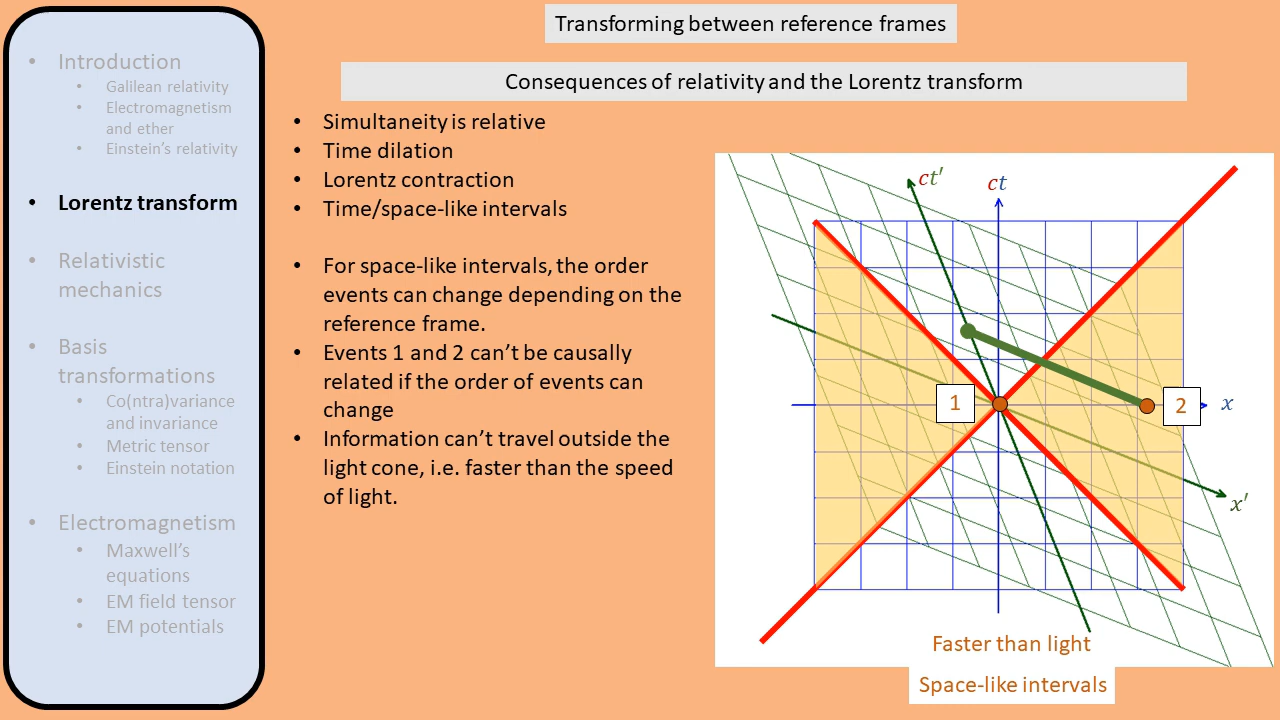 Transforming between reference frames
Consequences of relativity and the Lorentz transform
• Introduction
• Galilean relativity
• Electromagnetism
and ether
• Einstein's relativity
• Lorentz transform
• Relativistic
mechanics
• Basis
transformations
• Co(ntra)variance
and invariance
• Metric tensor
• Einstein notation
• Electromagnetism
• Maxwell's
equations
• EM field tensor
• EM potentials
• Simultaneity is relative
• Time dilation
• Lorentz contraction
• Time/space-like intervals
• For space-like intervals, the order
events can change depending on the
reference frame.
• Events 1 and 2 can't be causally
related if the order of events can
change
• Information can't travel outside the
light cone, i.e. faster than the speed
of light.
ct′
ct
1
2
x
x′
Faster than light
Space-like intervals